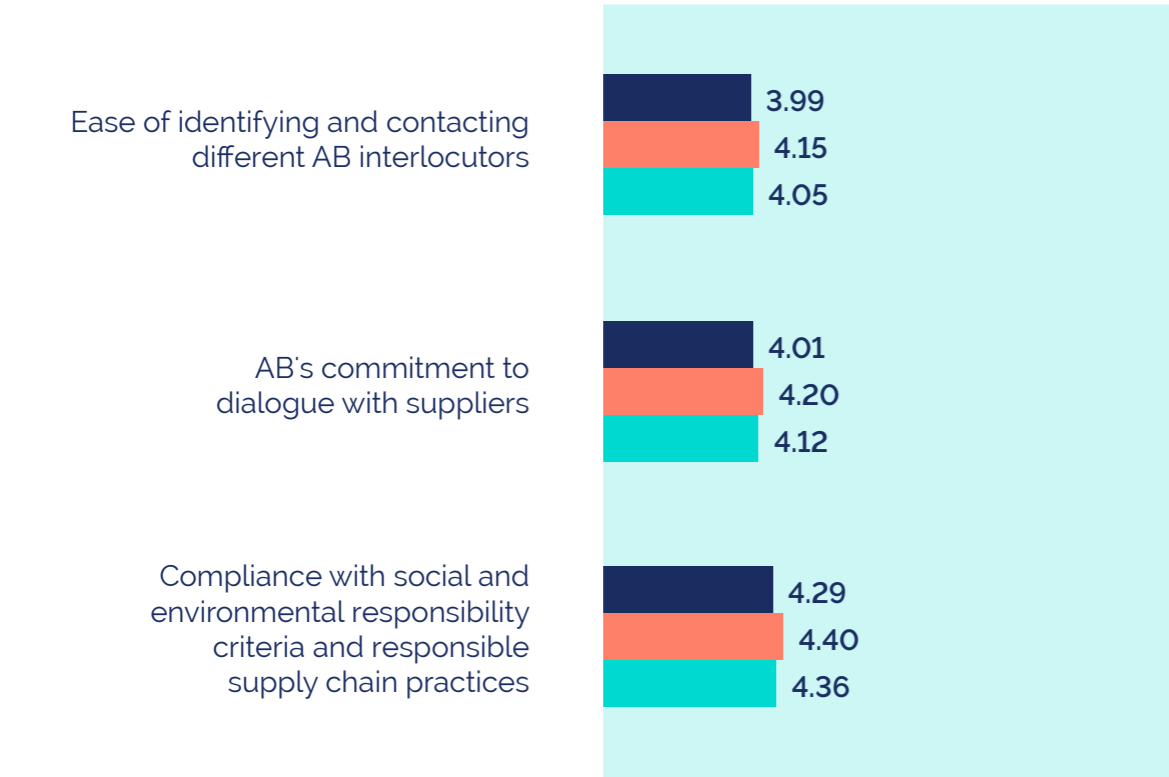 Ease of identifying and contacting
different AB interlocutors
3.99
4.15
4.05
AB's commitment to
dialogue with suppliers
4.01
4.20
4.12
Compliance with social and
environmental responsibility
criteria and responsible
supply chain practices
4.29
4.40
4.36